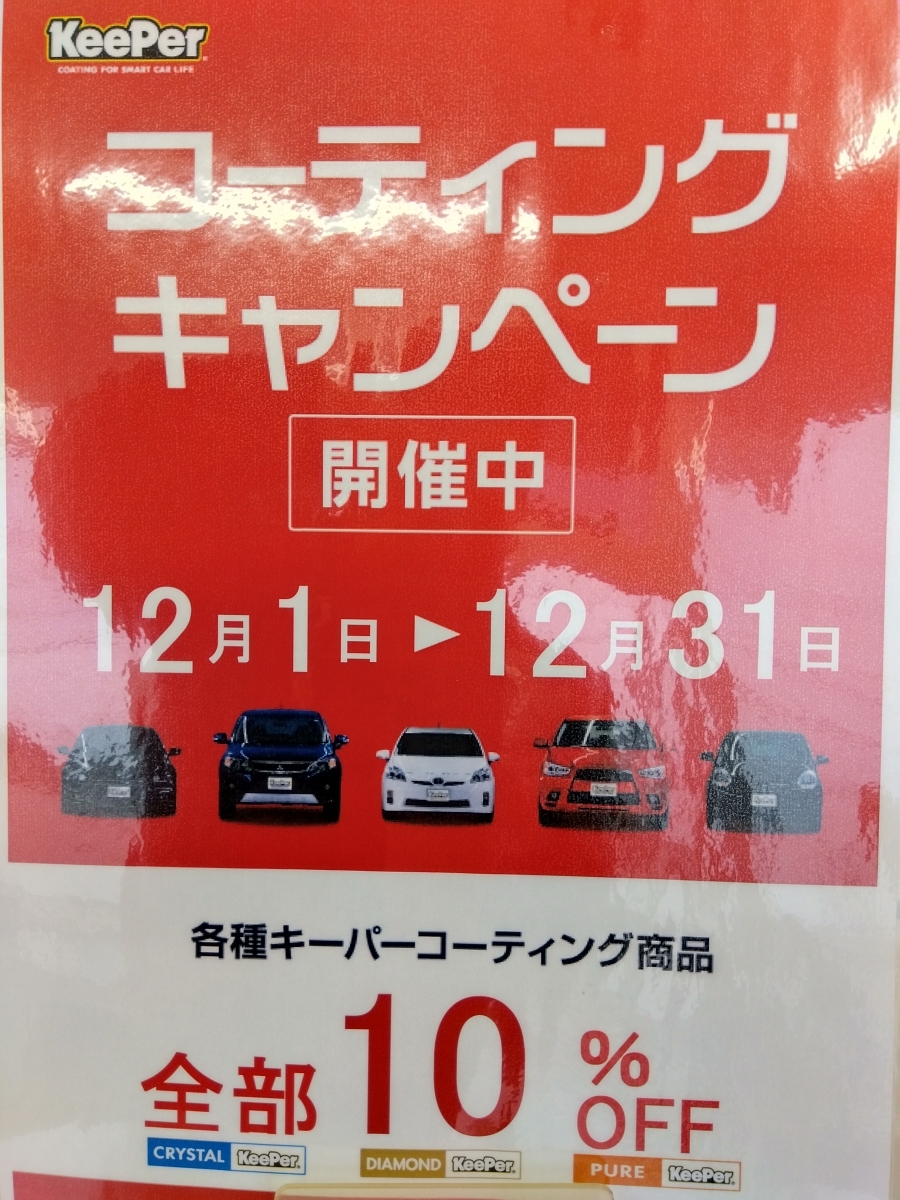 KeePer
COATING FOR SMART CAR LIFE
コーティング
キャンペーン
開催中
12月1日▶12月31日
各種キーパーコーティング商品
全部10%OFF
CRYSTAL KeePer DIAMOND KeePer PURE KeePer